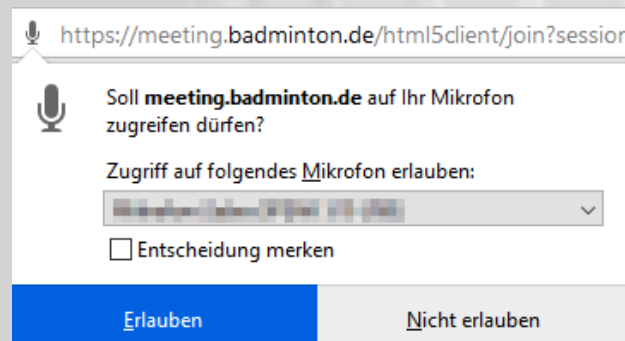 https://meeting.badminton.de/html5client/join?session
Soll meeting.badminton.de auf Ihr Mikrofon
zugreifen dürfen?
Zugriff auf folgendes Mikrofon erlauben:
Entscheidung merken
Erlauben
Nicht erlauben